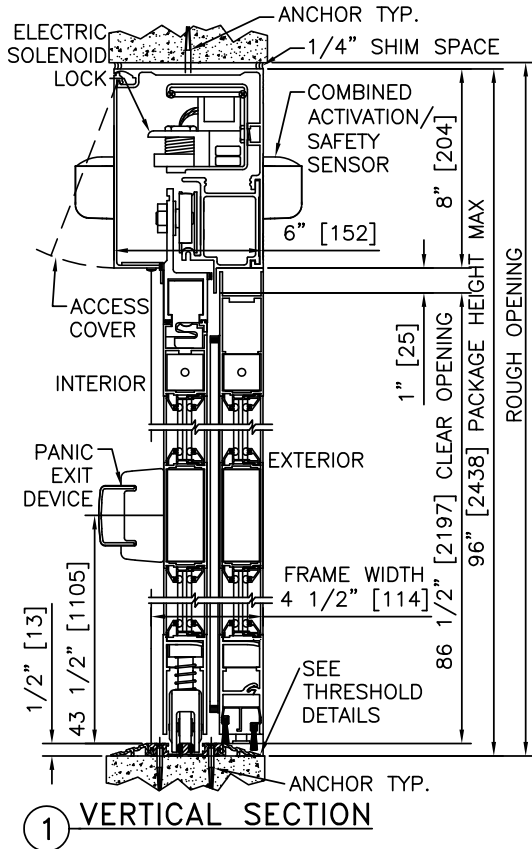 ANCHOR TYP.
ELECTRIC
SOLENOID
LOCK
1/4" SHIM SPACE
COMBINED
ACTIVATION/
SAFETY
SENSOR
8" [204]
6" [152]
ACCESS
COVER
1" [25]
INTERIOR
EXTERIOR
PANIC
EXIT
DEVICE
FRAME WIDTH
4 1/2" [114]
86 1/2" [2197] CLEAR OPENING
96" [2438] PACKAGE HEIGHT MAX
ROUGH OPENING
1/2" [13]
43 1/2" [1105]
SEE
THRESHOLD
DETAILS
ANCHOR TYP.
1 VERTICAL SECTION